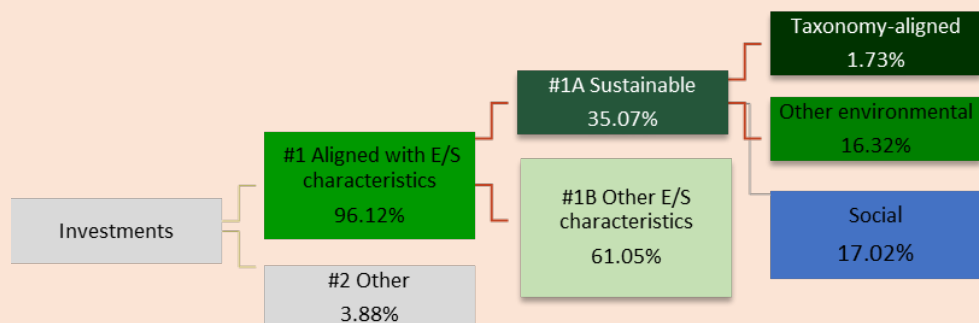 Investments
#1 Aligned with E/S
characteristics
96.12%
#2 Other
3.88%
#1A Sustainable
35.07%
#1B Other E/S
characteristics
61.05%
Taxonomy-aligned
1.73%
Other environmental
16.32%
Social
17.02%